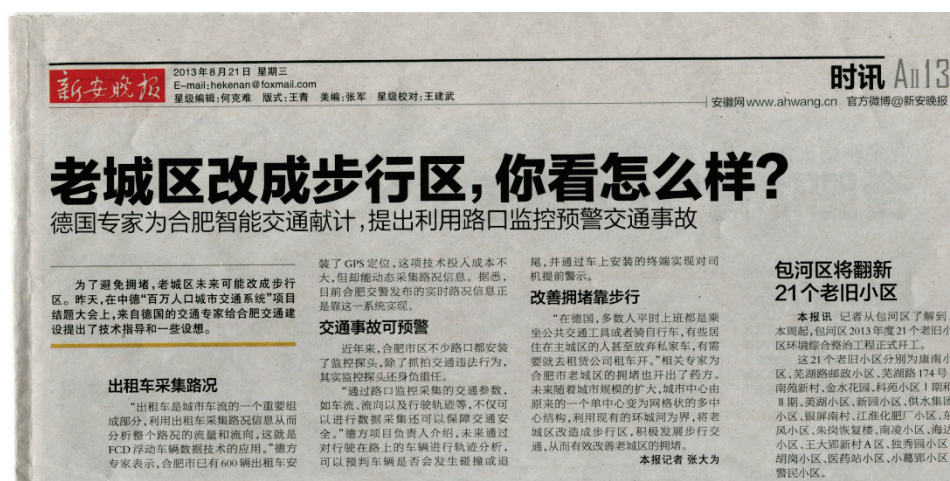 新安晚报
2013年8月21日 星期三
E-mail:hekenan@foxmail.com
星级编辑:何克难 版式:王青 美编:张军 星级校对:王建武
时讯 AII13
安徽网www.ahwang.cn 官方微博@新安晚报
老城区改成步行区,你看怎么样?
德国专家为合肥智能交通献计,提出利用路口监控预警交通事故
为了避免拥堵,老城区未来可能改成步行
区。昨天,在中德“百万人口城市交通系统”项目
结题大会上,来自德国的交通专家给合肥交通建
设提出了技术指导和一些设想。
出租车采集路况
“出租车是城市车流的一个重要组
成部分,利用出租车采集路况信息从而
分析整个路况的流量和流向,这就是
FCD浮动车辆数据技术的应用。”德方
专家表示,合肥市已有600辆出租车安
装了GPS定位,这项技术投入成本不
大,但却能动态采集路况信息。据悉,
目前合肥交警发布的实时路况信息正
是靠这一系统实现。
交通事故可预警
近年来,合肥市区不少路口都安装
了监控探头,除了抓拍交通违法行为,
其实监控探头还身负重任。
“通过路口监控采集的交通参数,
如车流、流向以及行驶轨迹等,不仅可
以进行数据采集还可以保障交通安
全。”德方项目负责人介绍,未来通过
对行驶在路上的车辆进行轨迹分析,
可以预判车辆是否会发生碰撞或追
尾,并通过车上安装的终端实现对司
机提前警示。
改善拥堵靠步行
“在德国,多数人平时上班都是乘
坐公共交通工具或者骑自行车,有些居
住在主城区的人甚至放弃私家车,有需
要就去租赁公司租车开。”相关专家为
合肥市老城区的拥堵也开出了药方。
未来随着城市规模的扩大,城市中心由
原来的一个单中心变为网格状的多中
心结构,利用现有的环城河为界,将老
城区改造成步行区,积极发展步行交
通,从而有效改善老城区的拥堵。
本报记者 张大为
包河区将翻新
21个老旧小区
本报讯 记者从包河区了解到
本周起,包河区2013年度21个老旧小
区环境综合整治工程正式开工。
这21个老旧小区分别为康南小
区、芜湖路邮政小区、芜湖路174号
南苑新村、金水花园、科苑小区Ⅰ期和
Ⅱ期、美湖小区、新园小区、供水集团
小区、银屏南村、江淮化肥厂小区、东
风小区、朱岗恢复楼、南凌小区、海达
小区、王大郢新村A区、独秀园小区
胡岗小区、医药站小区、小葛郢小区
警民小区。